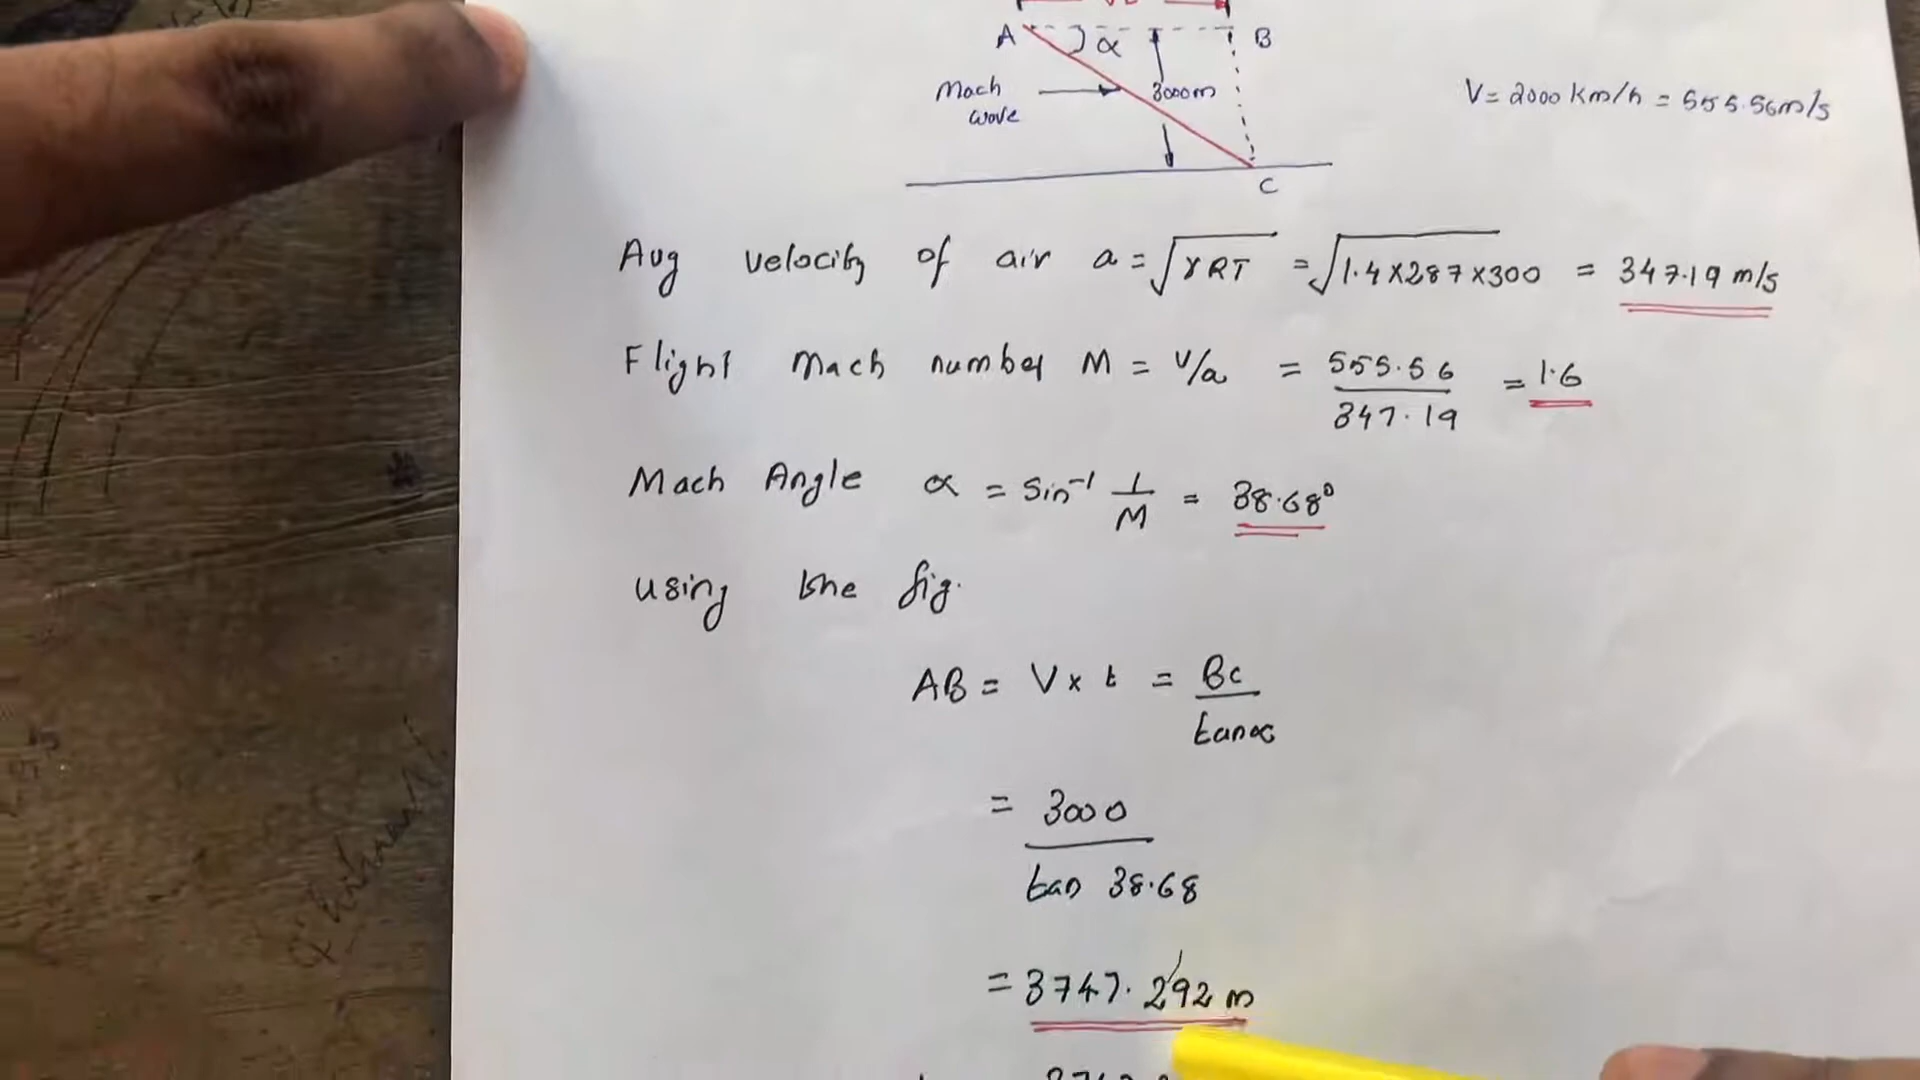 A α B
Mach
wove
3000m
V = 2000 Km/h = 555.56m/s
C
Avg velocity of air a = √γRT = √1.4×287×300 = 347.19 m/s
Flight Mach number M = V/a = 555.56/347.19 = 1.6
Mach Angle α = Sin⁻¹ 1/M = 38.68°
using the fig.
AB = V× t = BC/tanα
= 3000/tan 38.68
= 3747.292 m